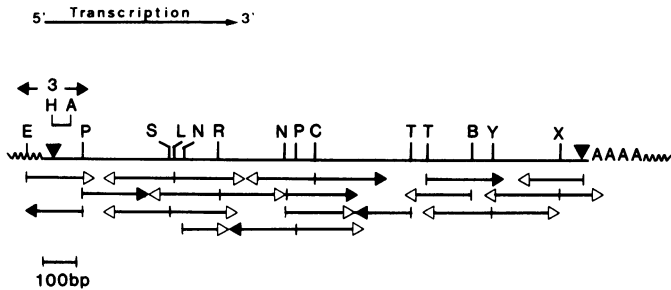 5' Transcription 3'
3
H A
E P S L N R N P C T T B Y X
AAAA
100bp